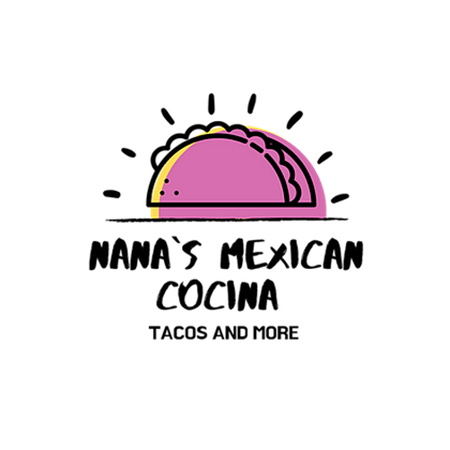 NANA`S MEXICAN
COCINA
TACOS AND MORE